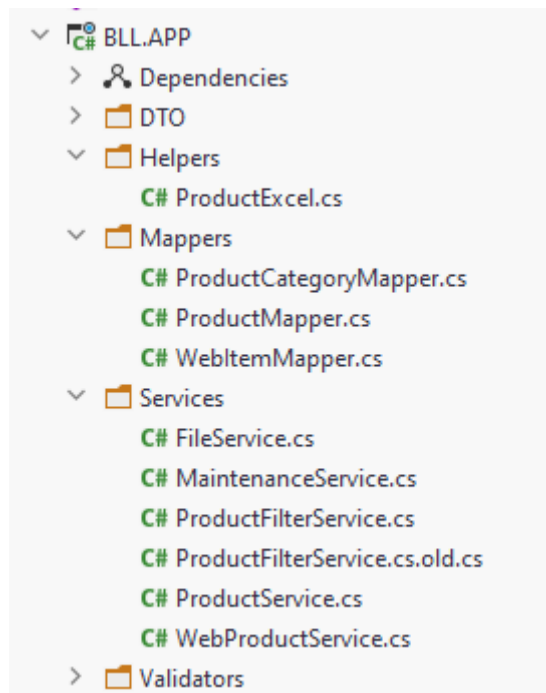 C# BLL.APP
Dependencies
DTO
Helpers
C# ProductExcel.cs
Mappers
C# ProductCategoryMapper.cs
C# ProductMapper.cs
C# WebItemMapper.cs
Services
C# FileService.cs
C# MaintenanceService.cs
C# ProductFilterService.cs
C# ProductFilterService.cs.old.cs
C# ProductService.cs
C# WebProductService.cs
Validators